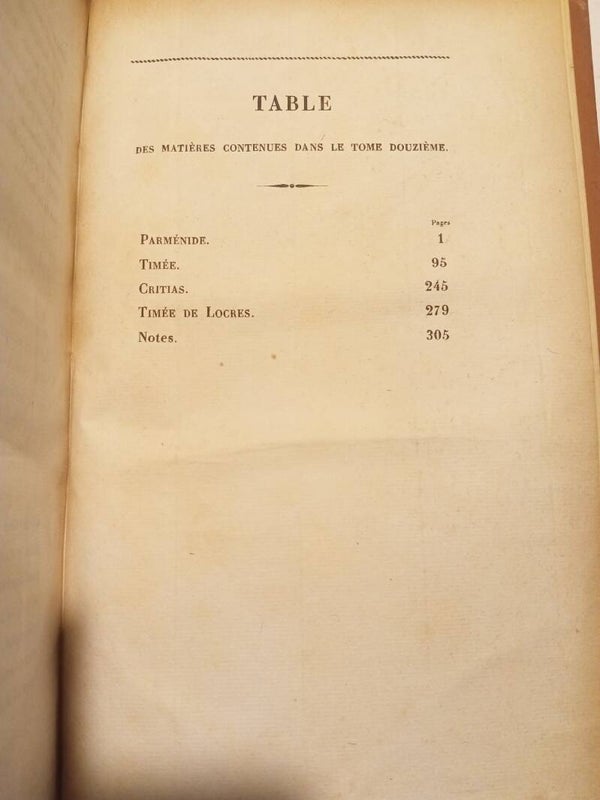 TABLE
DES MATIÈRES CONTENUES DANS LE TOME DOUZIÈME.
Pages
PARMÉNIDE. 1
TIMÉE. 95
CRITIAS. 245
TIMÉE DE LOCRES. 279
Notes. 305